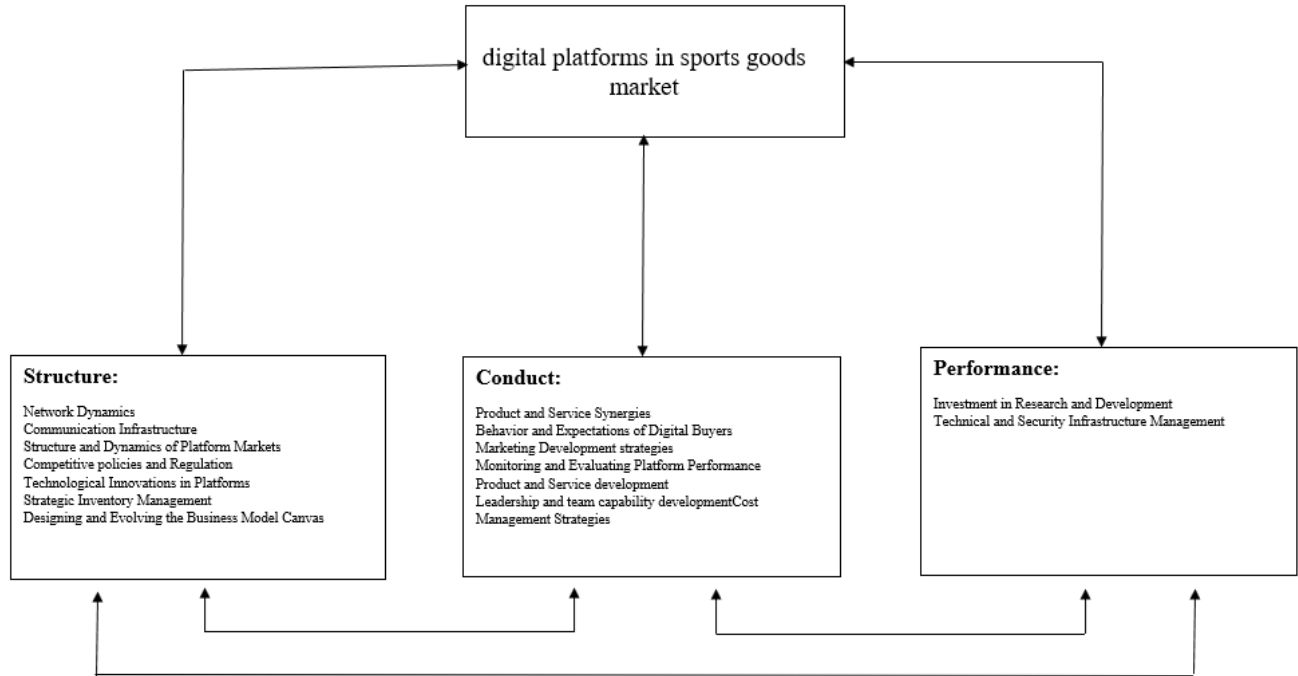 digital platforms in sports goods
market
Structure:
Network Dynamics
Communication Infrastructure
Structure and Dynamics of Platform Markets
Competitive policies and Regulation
Technological Innovations in Platforms
Strategic Inventory Management
Designing and Evolving the Business Model Canvas
Conduct:
Product and Service Synergies
Behavior and Expectations of Digital Buyers
Marketing Development strategies
Monitoring and Evaluating Platform Performance
Product and Service development
Leadership and team capability developmentCost
Management Strategies
Performance:
Investment in Research and Development
Technical and Security Infrastructure Management